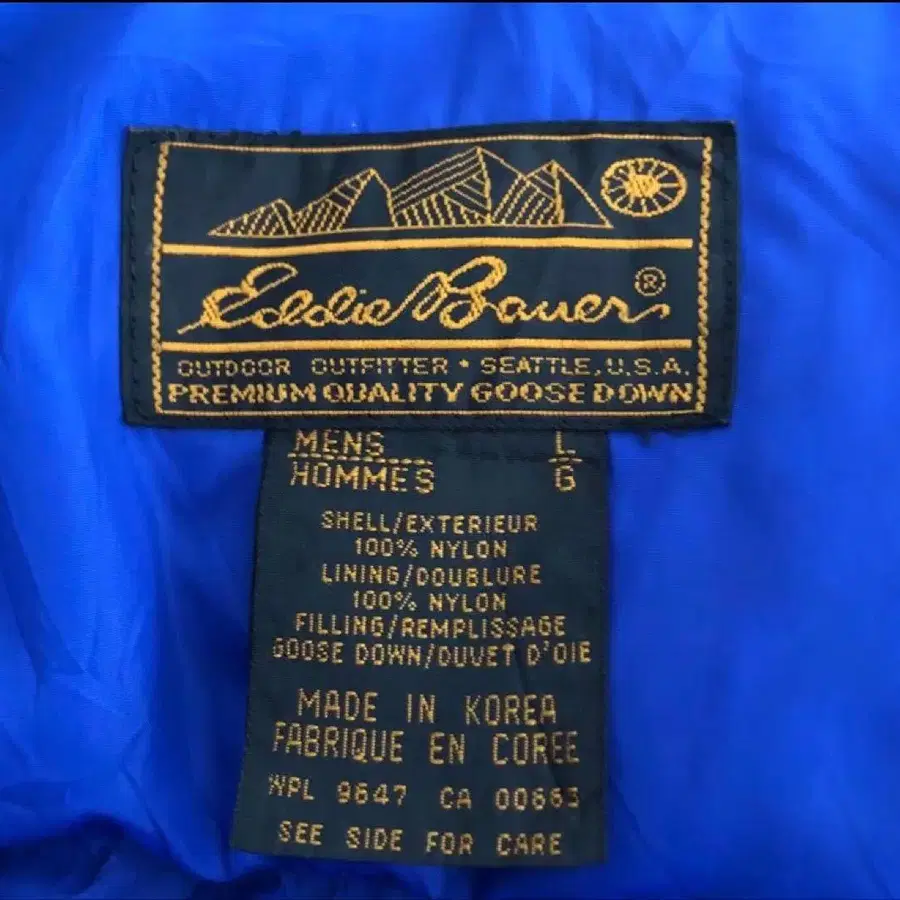 Eddie Bauer ®
OUTDOOR OUTFITTER • SEATTLE, U.S.A.
PREMIUM QUALITY GOOSE DOWN
MENS L
HOMMES G
SHELL/EXTERIEUR
100% NYLON
LINING/DOUBLURE
100% NYLON
FILLING/REMPLISSAGE
GOOSE DOWN/DUVET D'OIE
MADE IN KOREA
FABRIQUE EN COREE
WPL 9647 CA 00865
SEE SIDE FOR CARE